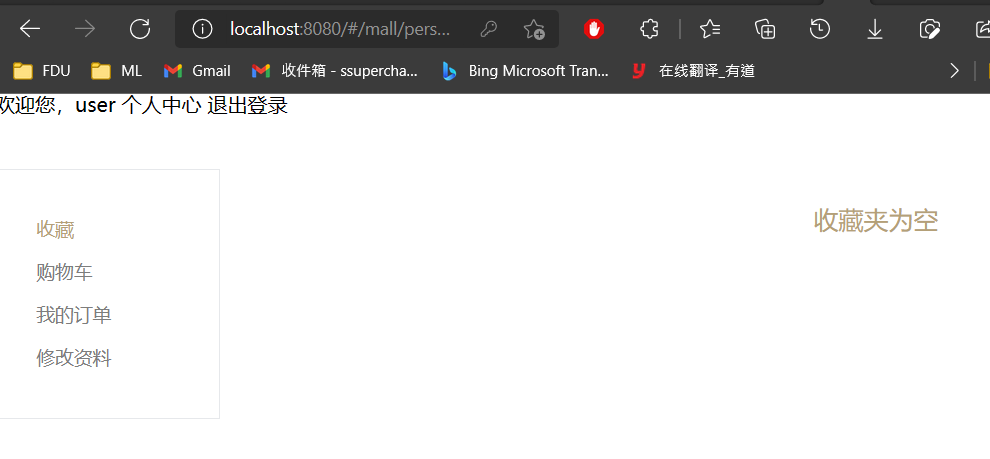 localhost:8080/#/mall/pers...
FDU ML Gmail 收件箱 - ssupercha... Bing Microsoft Tran... 在线翻译_有道
欢迎您，user 个人中心 退出登录
收藏
收藏夹为空
购物车
我的订单
修改资料